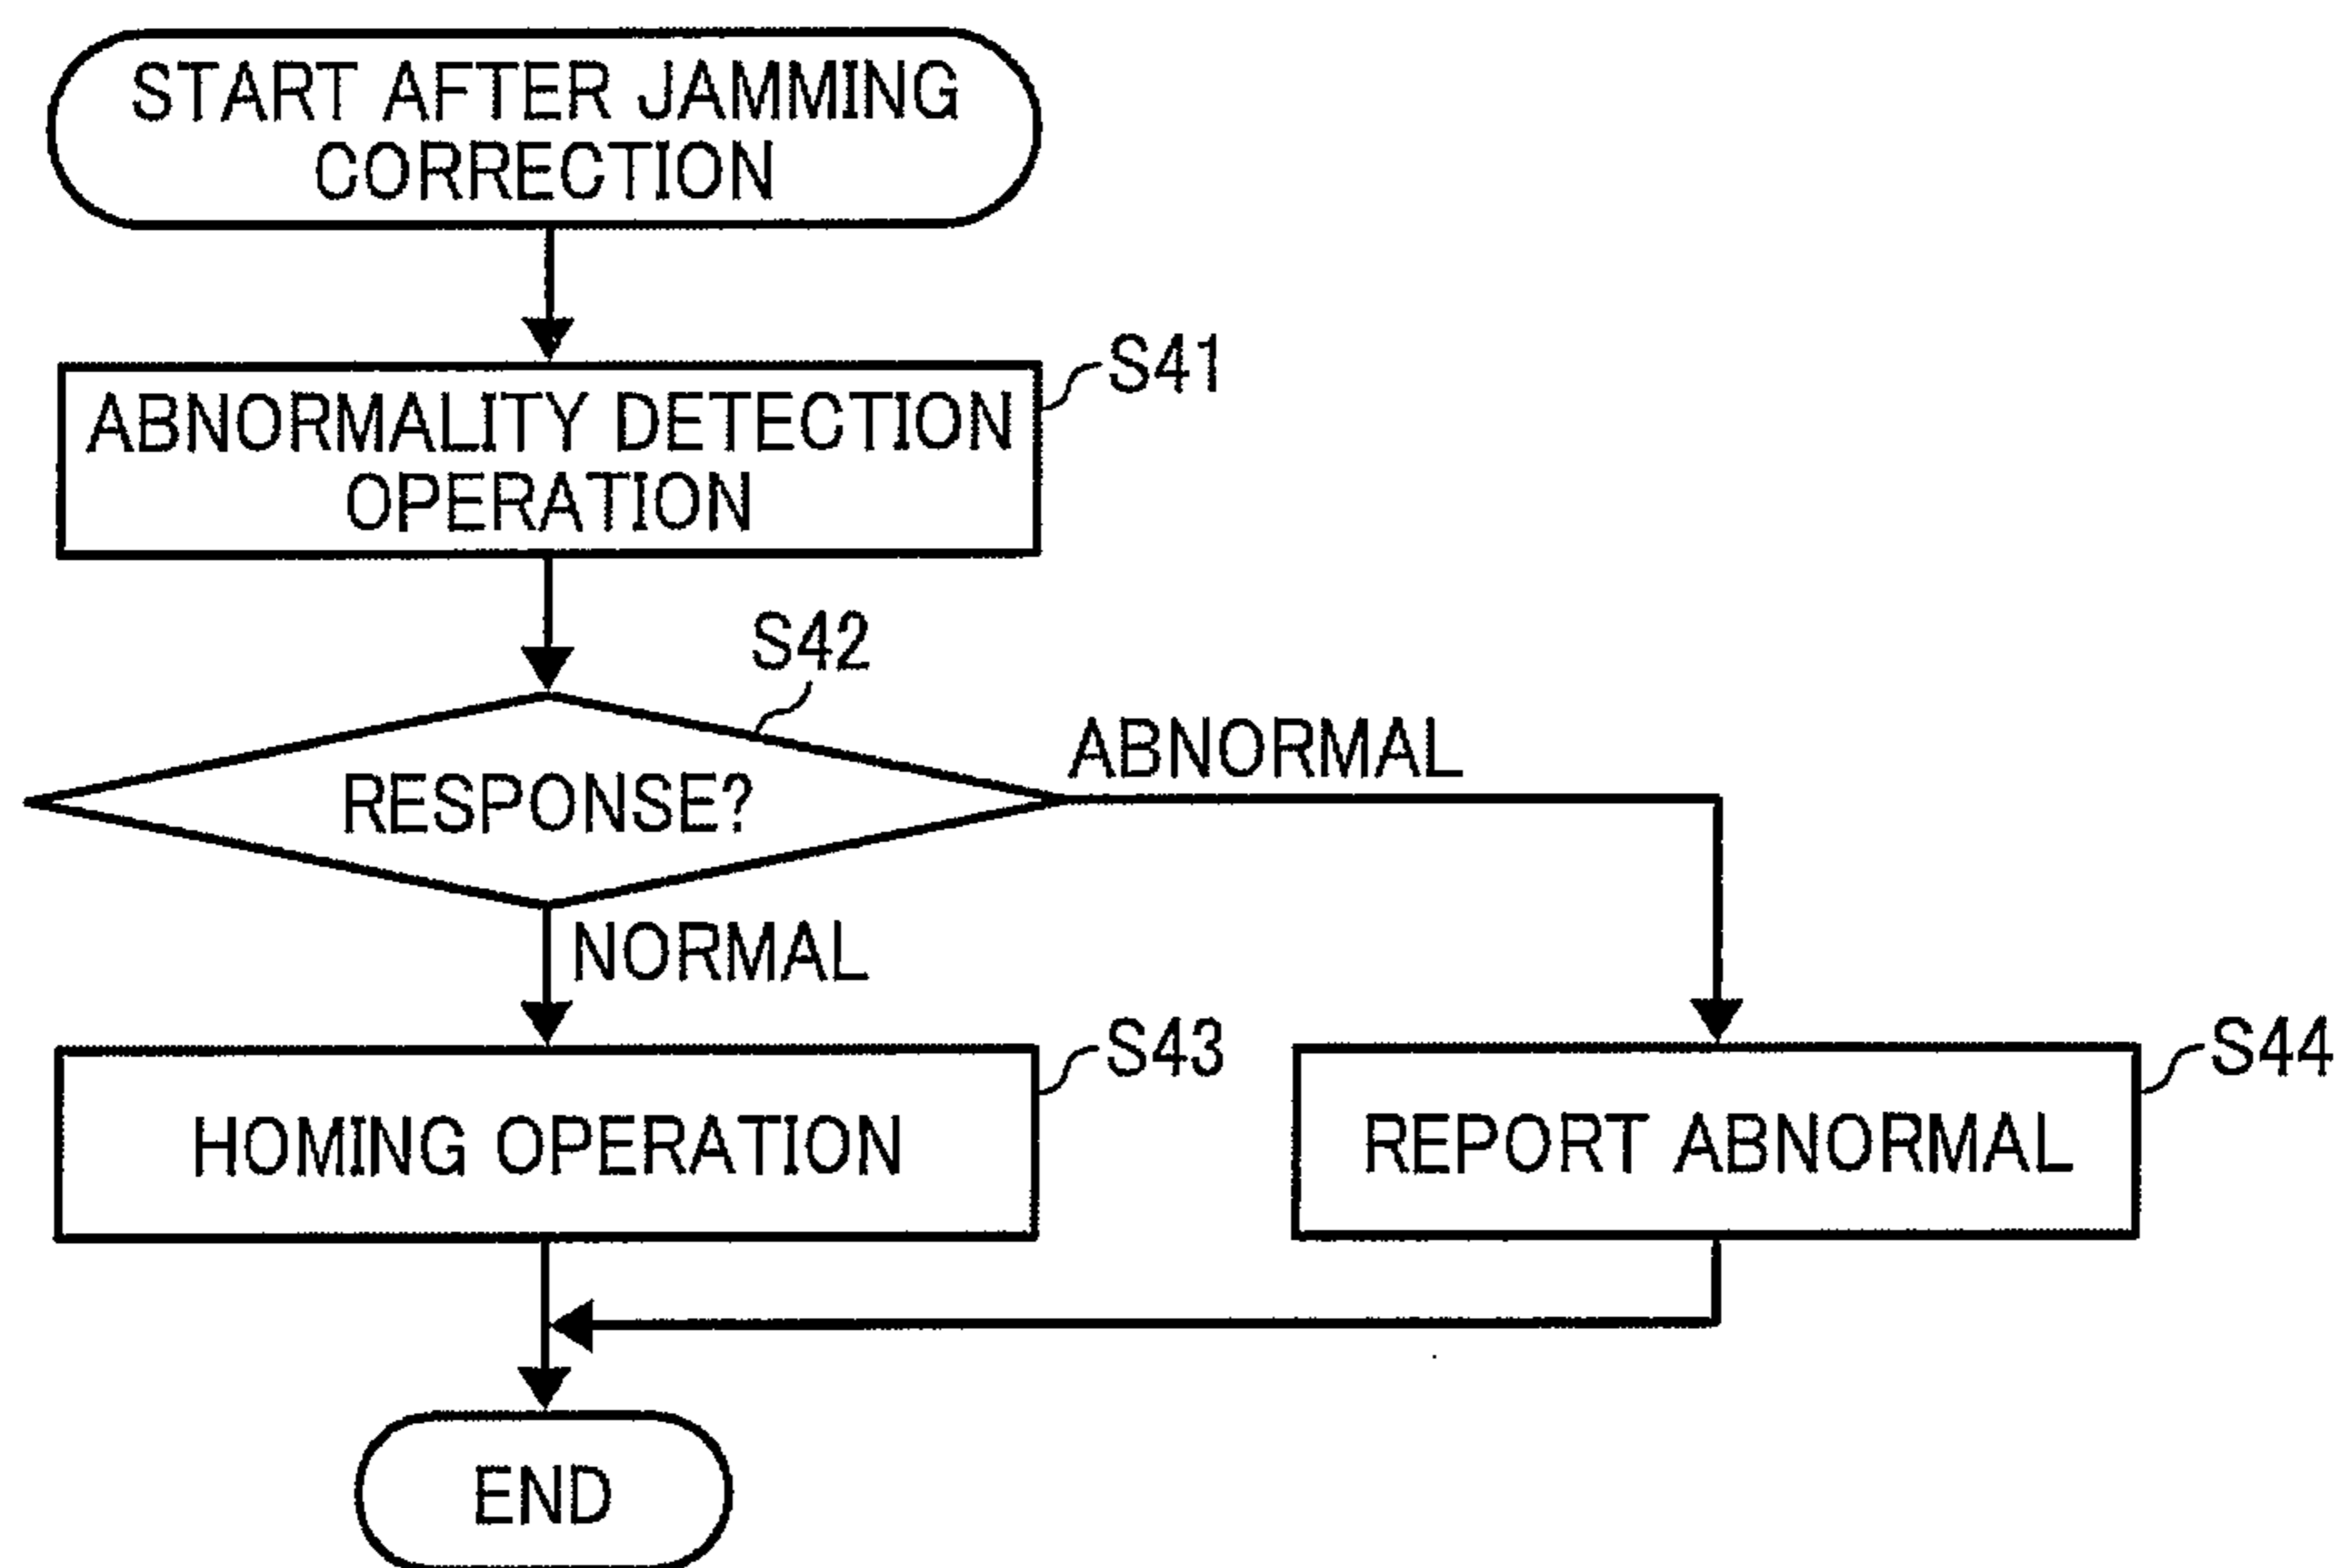 START AFTER JAMMING
CORRECTION
S41
ABNORMALITY DETECTION
OPERATION
S42
RESPONSE?
ABNORMAL
NORMAL
S43
HOMING OPERATION
S44
REPORT ABNORMAL
END